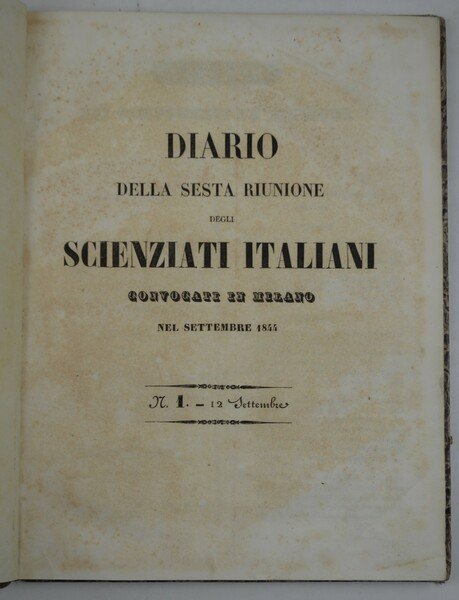 DIARIO
DELLA SESTA RIUNIONE
DEGLI
SCIENZIATI ITALIANI
CONVOCATI IN MILANO
NEL SETTEMBRE 1844
N. 1. — 12 Settembre